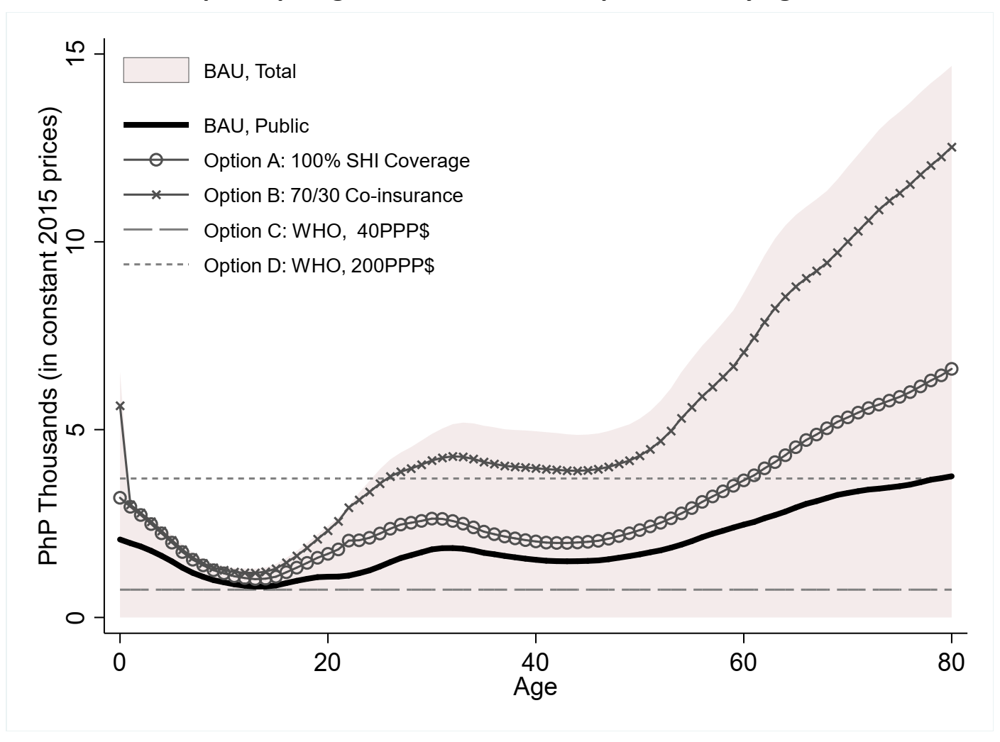 15
10
5
0
PhP Thousands (in constant 2015 prices)
BAU, Total
BAU, Public
Option A: 100% SHI Coverage
Option B: 70/30 Co-insurance
Option C: WHO,  40PPP$
Option D: WHO, 200PPP$
0 20 40 60 80
Age